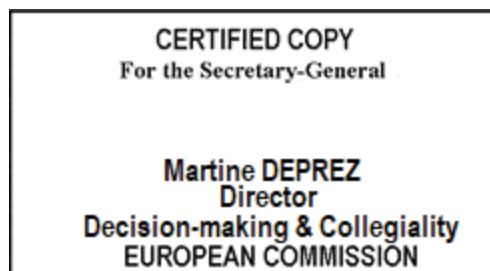 CERTIFIED COPY
For the Secretary-General
Martine DEPREZ
Director
Decision-making & Collegiality
EUROPEAN COMMISSION